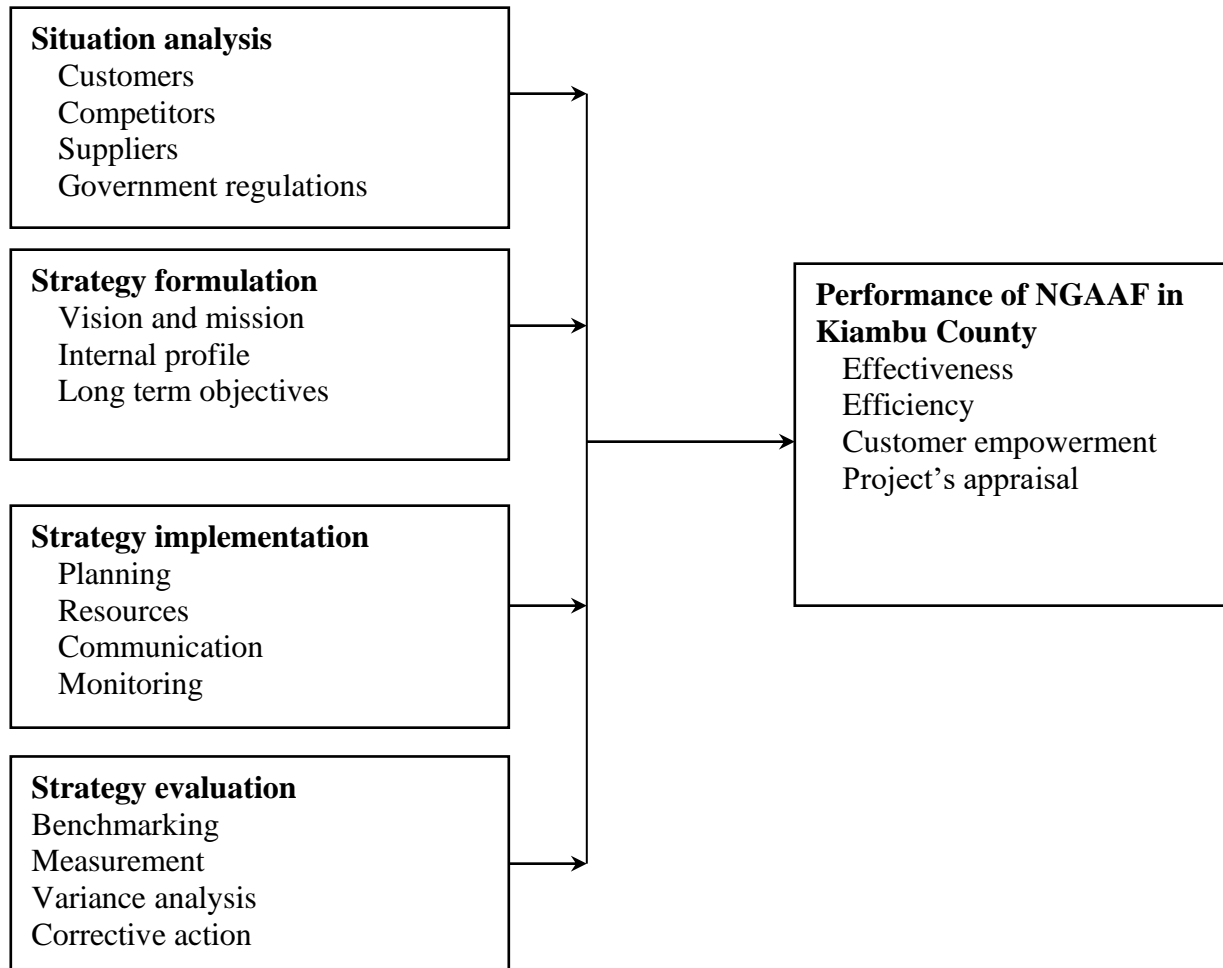 Situation analysis
Customers
Competitors
Suppliers
Government regulations
Strategy formulation
Vision and mission
Internal profile
Long term objectives
Strategy implementation
Planning
Resources
Communication
Monitoring
Strategy evaluation
Benchmarking
Measurement
Variance analysis
Corrective action
Performance of NGAAF in
Kiambu County
Effectiveness
Efficiency
Customer empowerment
Project’s appraisal